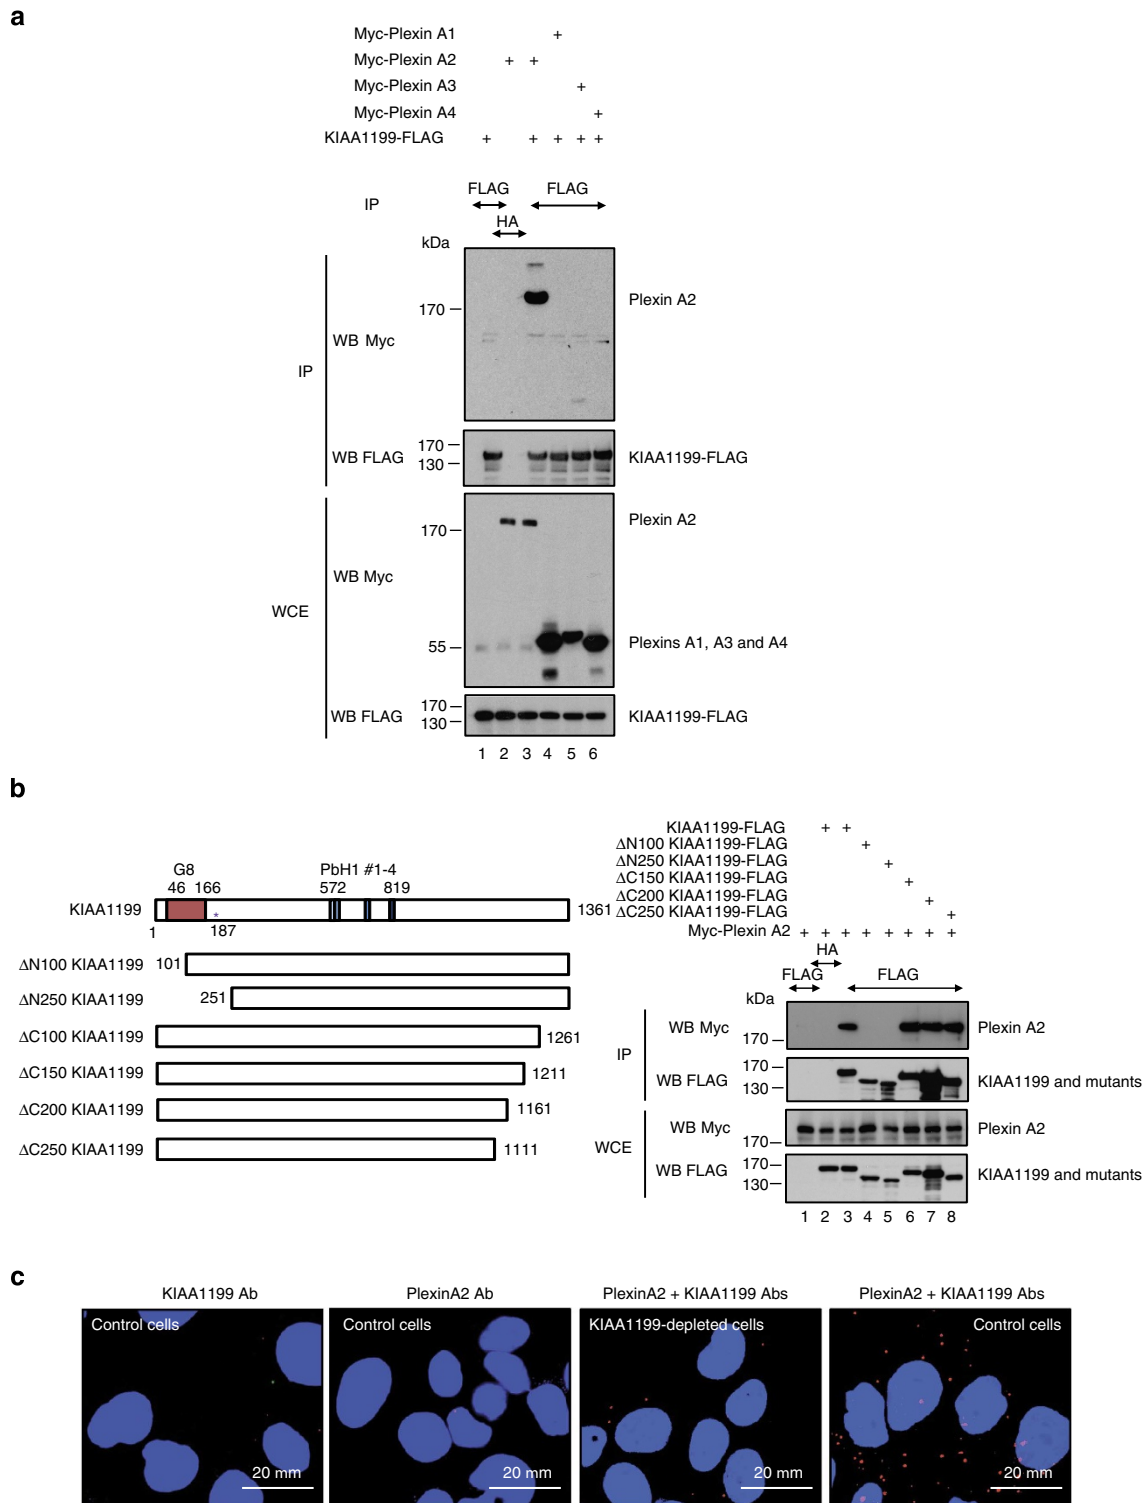 a
Myc-Plexin A1 +
Myc-Plexin A2 + +
Myc-Plexin A3 +
Myc-Plexin A4 +
KIAA1199-FLAG + + + + +
IP FLAG FLAG
HA
kDa
170
WB Myc
Plexin A2
IP
170
130
WB FLAG
KIAA1199-FLAG
170
Plexin A2
WB Myc
WCE
55
Plexins A1, A3 and A4
170
130
WB FLAG
KIAA1199-FLAG
1 2 3 4 5 6
b
G8 PbH1 #1-4
46 166 572 819
KIAA1199 1361
1 * 187
ΔN100 KIAA1199 101
ΔN250 KIAA1199 251
ΔC100 KIAA1199 1261
ΔC150 KIAA1199 1211
ΔC200 KIAA1199 1161
ΔC250 KIAA1199 1111
KIAA1199-FLAG + +
ΔN100 KIAA1199-FLAG +
ΔN250 KIAA1199-FLAG +
ΔC150 KIAA1199-FLAG +
ΔC200 KIAA1199-FLAG +
ΔC250 KIAA1199-FLAG +
Myc-Plexin A2 + + + + + + + +
HA
FLAG FLAG
kDa
WB Myc 170 Plexin A2
IP
WB FLAG 170 130 KIAA1199 and mutants
WB Myc 170 Plexin A2
WCE
WB FLAG 170 130 KIAA1199 and mutants
1 2 3 4 5 6 7 8
c
KIAA1199 Ab PlexinA2 Ab PlexinA2 + KIAA1199 Abs PlexinA2 + KIAA1199 Abs
Control cells Control cells KIAA1199-depleted cells Control cells
20 mm 20 mm 20 mm 20 mm